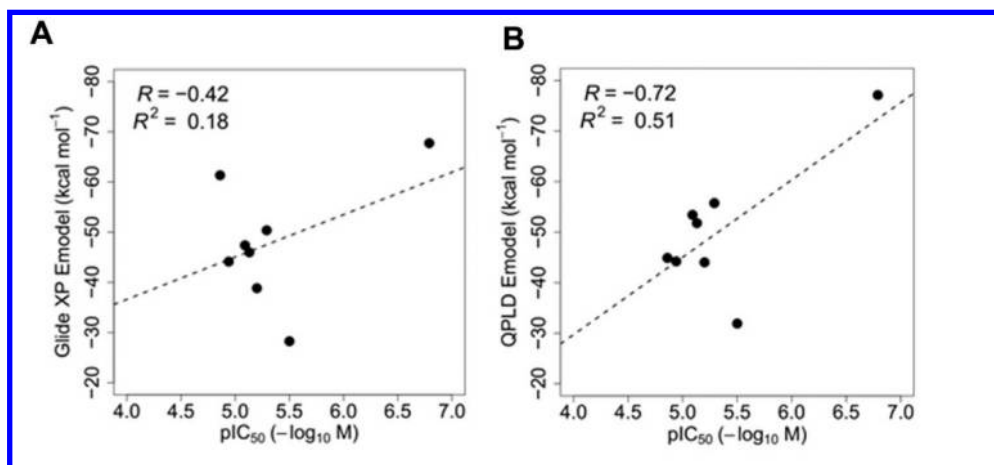 A
R = −0.42
R² = 0.18
Glide XP Emodel (kcal mol⁻¹)
−80
−70
−60
−50
−40
−30
−20
4.0 4.5 5.0 5.5 6.0 6.5 7.0
pIC₅₀ (−log₁₀ M)
B
R = −0.72
R² = 0.51
QPLD Emodel (kcal mol⁻¹)
−80
−70
−60
−50
−40
−30
−20
4.0 4.5 5.0 5.5 6.0 6.5 7.0
pIC₅₀ (−log₁₀ M)